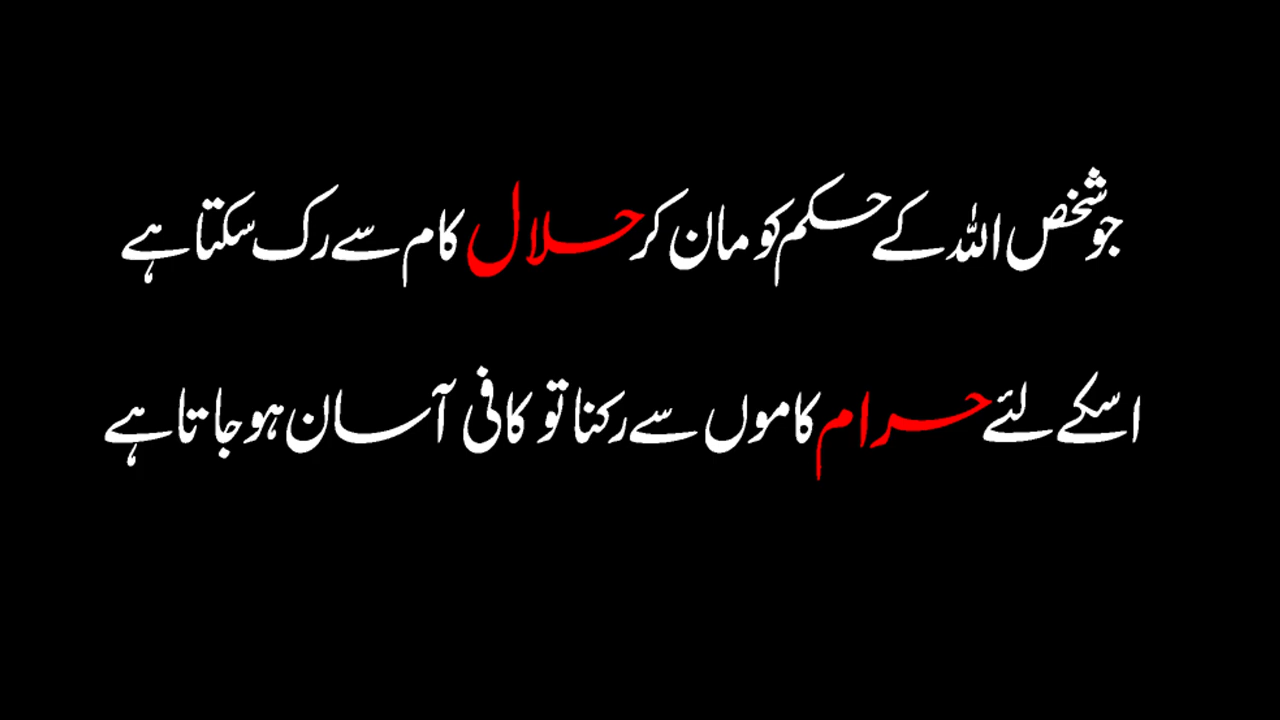 جو شخص اللہ کے حکم کو مان کر حلال کام سے رک سکتا ہے
اسکے لئے حرام کاموں سے رکنا تو کافی آسان ہو جاتا ہے